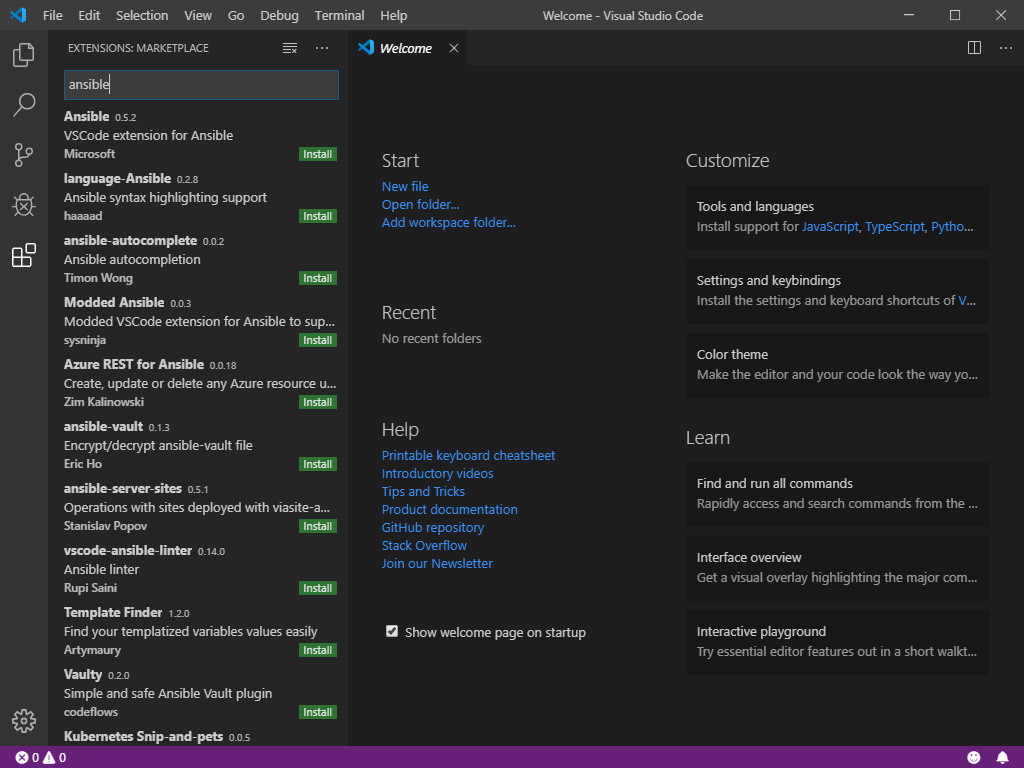 File Edit Selection View Go Debug Terminal Help
Welcome - Visual Studio Code
EXTENSIONS: MARKETPLACE
ansible
Ansible 0.5.2
VSCode extension for Ansible
Microsoft Install
language-Ansible 0.2.8
Ansible syntax highlighting support
haaaad Install
ansible-autocomplete 0.0.2
Ansible autocompletion
Timon Wong Install
Modded Ansible 0.0.3
Modded VSCode extension for Ansible to sup...
sysninja Install
Azure REST for Ansible 0.0.18
Create, update or delete any Azure resource u...
Zim Kalinowski Install
ansible-vault 0.1.3
Encrypt/decrypt ansible-vault file
Eric Ho Install
ansible-server-sites 0.5.1
Operations with sites deployed with viasite-a...
Stanislav Popov Install
vscode-ansible-linter 0.14.0
Ansible linter
Rupi Saini Install
Template Finder 1.2.0
Find your templatized variables values easily
Artymaury Install
Vaulty 0.2.0
Simple and safe Ansible Vault plugin
codeflows Install
Kubernetes Snip-and-pets 0.0.5
Welcome
Start
New file
Open folder...
Add workspace folder...
Recent
No recent folders
Help
Printable keyboard cheatsheet
Introductory videos
Tips and Tricks
Product documentation
GitHub repository
Stack Overflow
Join our Newsletter
Show welcome page on startup
Customize
Tools and languages
Install support for JavaScript, TypeScript, Pytho...
Settings and keybindings
Install the settings and keyboard shortcuts of V...
Color theme
Make the editor and your code look the way yo...
Learn
Find and run all commands
Rapidly access and search commands from the ...
Interface overview
Get a visual overlay highlighting the major com...
Interactive playground
Try essential editor features out in a short walkt...
0 0